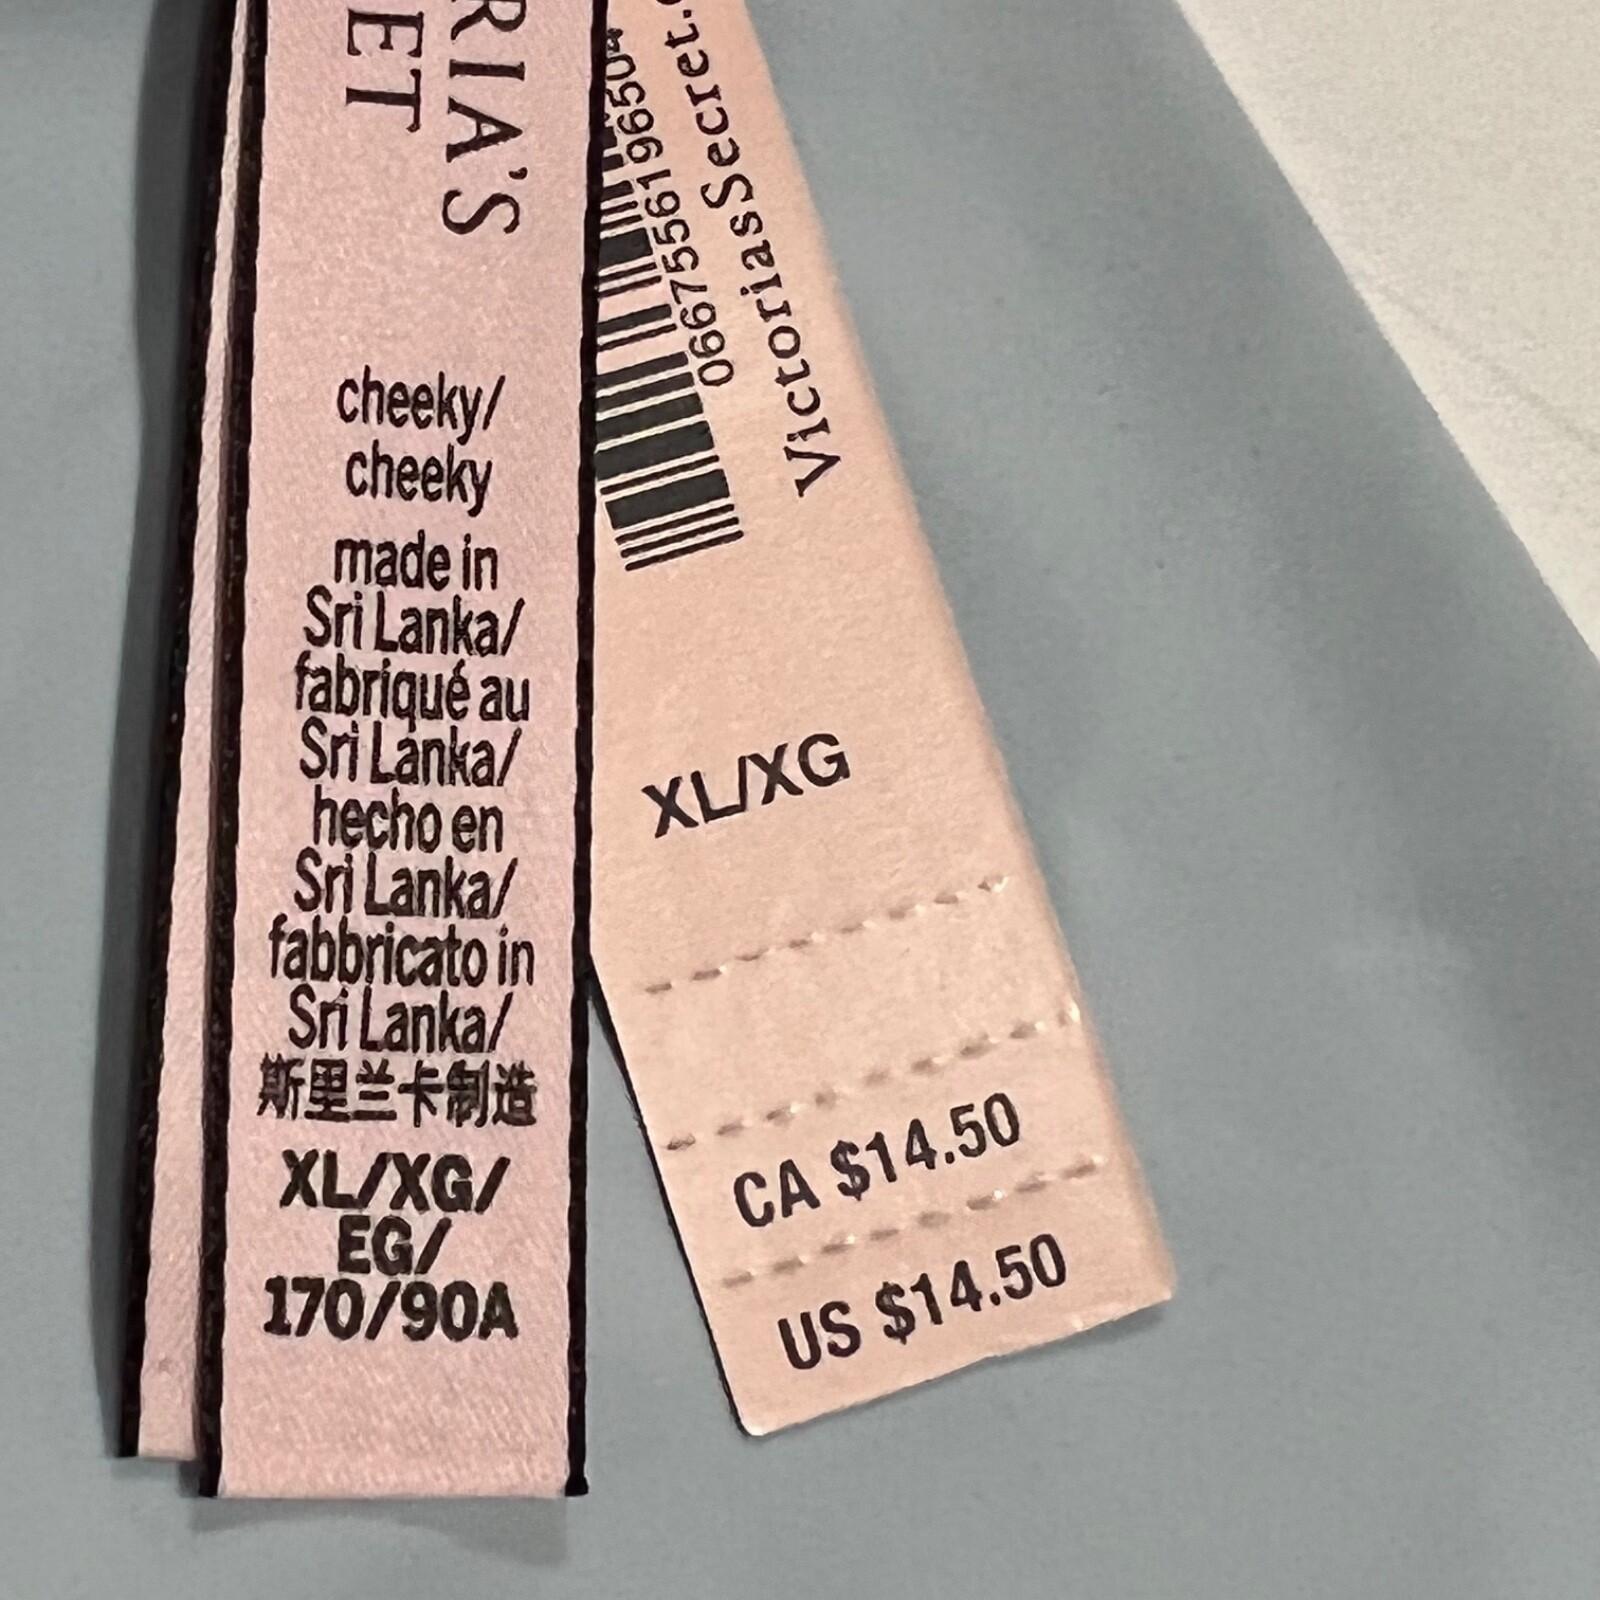 RIA'S
ET
cheeky/
cheeky
made in
Sri Lanka/
fabriqué au
Sri Lanka/
hecho en
Sri Lanka/
fabbricato in
Sri Lanka/
斯里兰卡制造
XL/XG/
EG/
170/90A
VictoriasSecret.
XL/XG
CA $14.50
US $14.50